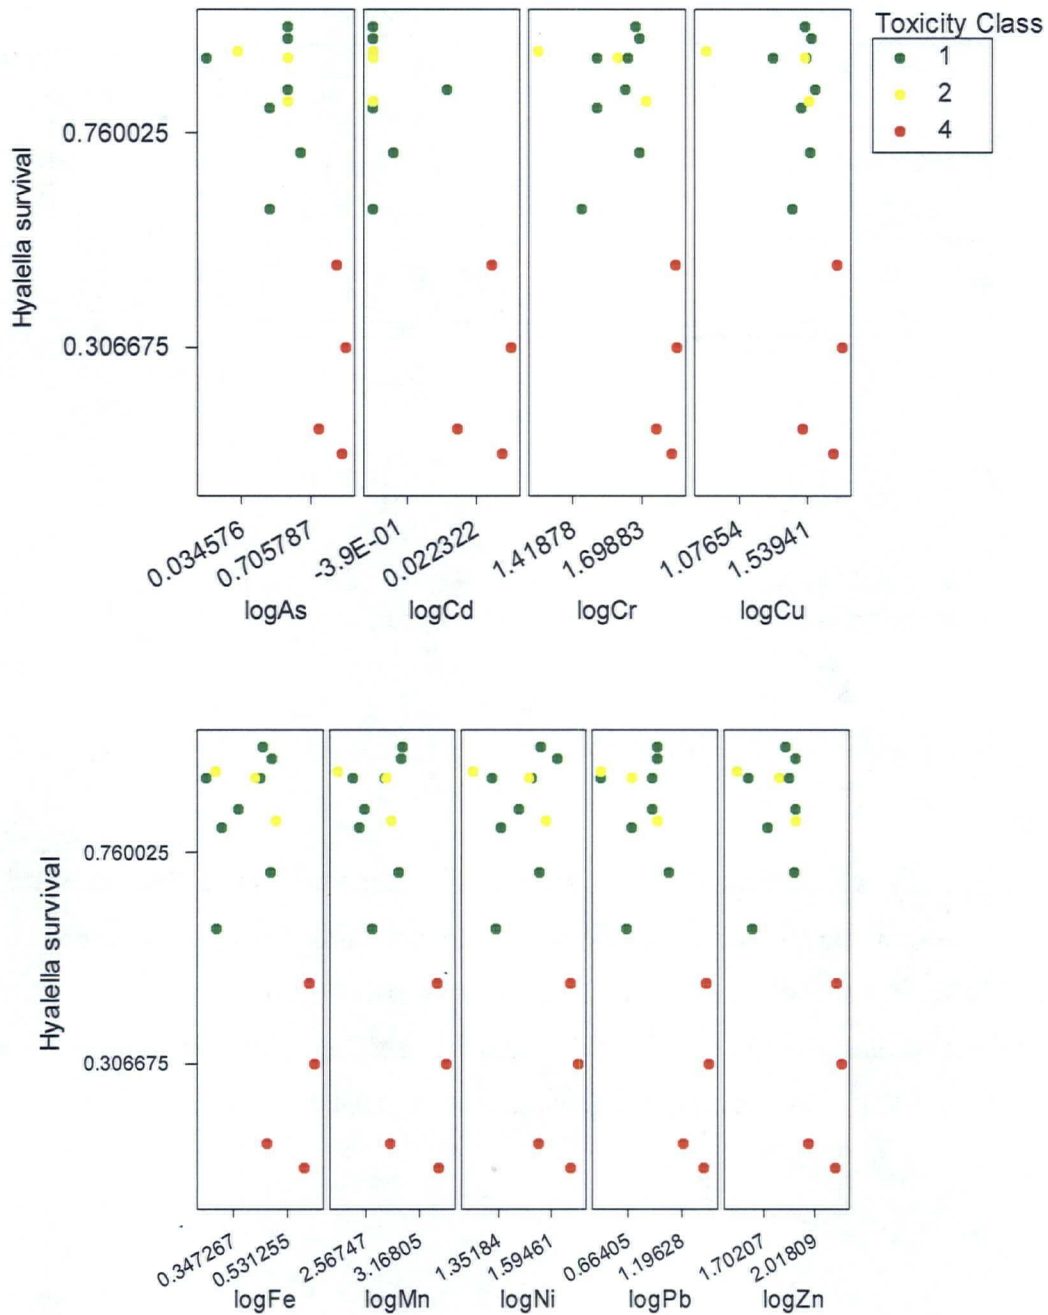 Toxicity Class
1
2
4
Hyalella survival
0.760025
0.306675
0.034576
0.705787
-3.9E-01
0.022322
1.41878
1.69883
1.07654
1.53941
logAs
logCd
logCr
logCu
Hyalella survival
0.760025
0.306675
0.347267
0.531255
2.56747
3.16805
1.35184
1.59461
0.66405
1.19628
1.70207
2.01809
logFe
logMn
logNi
logPb
logZn